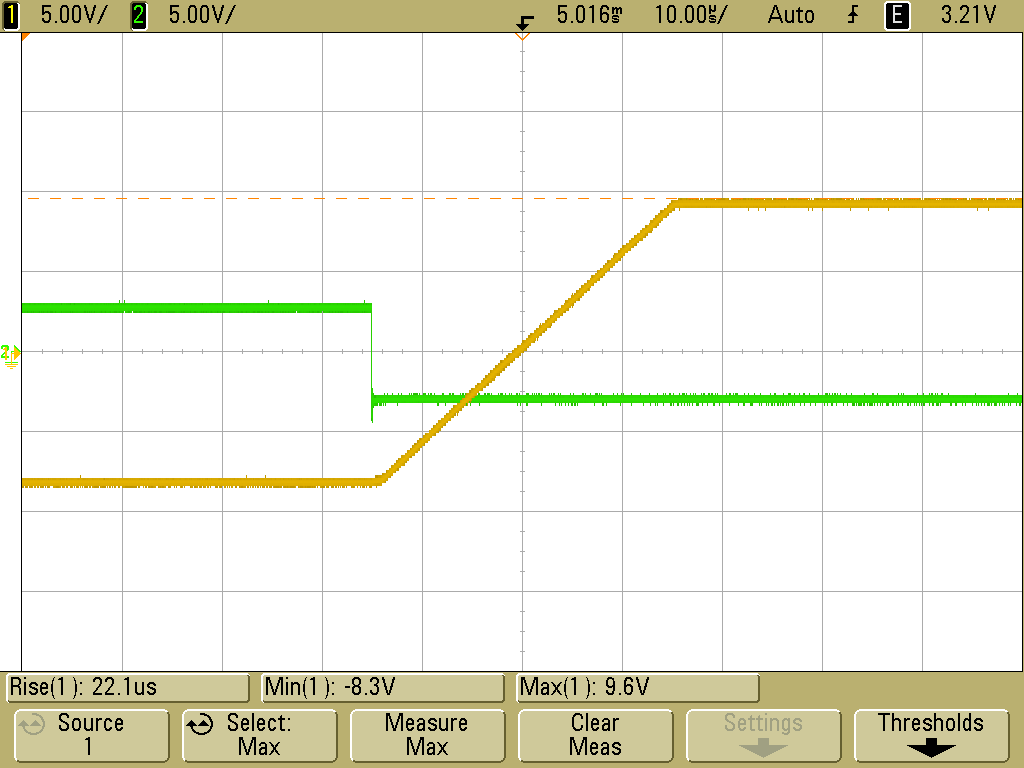 1 5.00V/ 2 5.00V/ 5.016ms 10.00us/ Auto E 3.21V
2
Rise(1): 22.1us Min(1): -8.3V Max(1): 9.6V
Source Select: Measure Clear Settings Thresholds
1 Max Max Meas